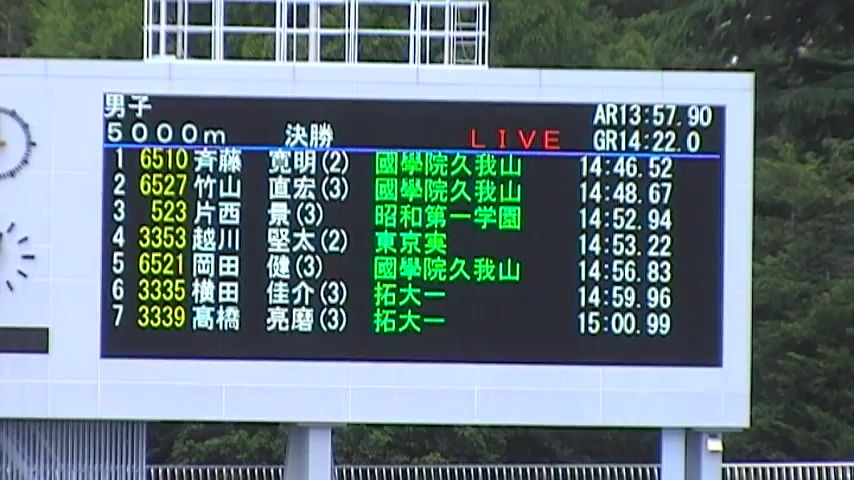 男子 AR13:57.90
5000m 決勝 LIVE GR14:22.0
1 6510 斉藤 寛明(2) 國學院久我山 14:46.52
2 6527 竹山 直宏(3) 國學院久我山 14:48.67
3 523 片西 景(3) 昭和第一学園 14:52.94
4 3353 越川 堅太(2) 東京実 14:53.22
5 6521 岡田 健(3) 國學院久我山 14:56.83
6 3335 横田 佳介(3) 拓大一 14:59.96
7 3339 高橋 亮磨(3) 拓大一 15:00.99